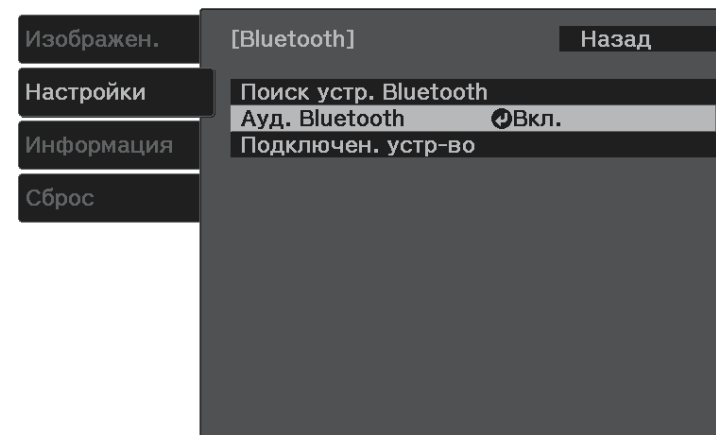 Изображен.
Настройки
Информация
Сброс
[Bluetooth]
Назад
Поиск устр. Bluetooth
Ауд. Bluetooth Вкл.
Подключен. устр-во